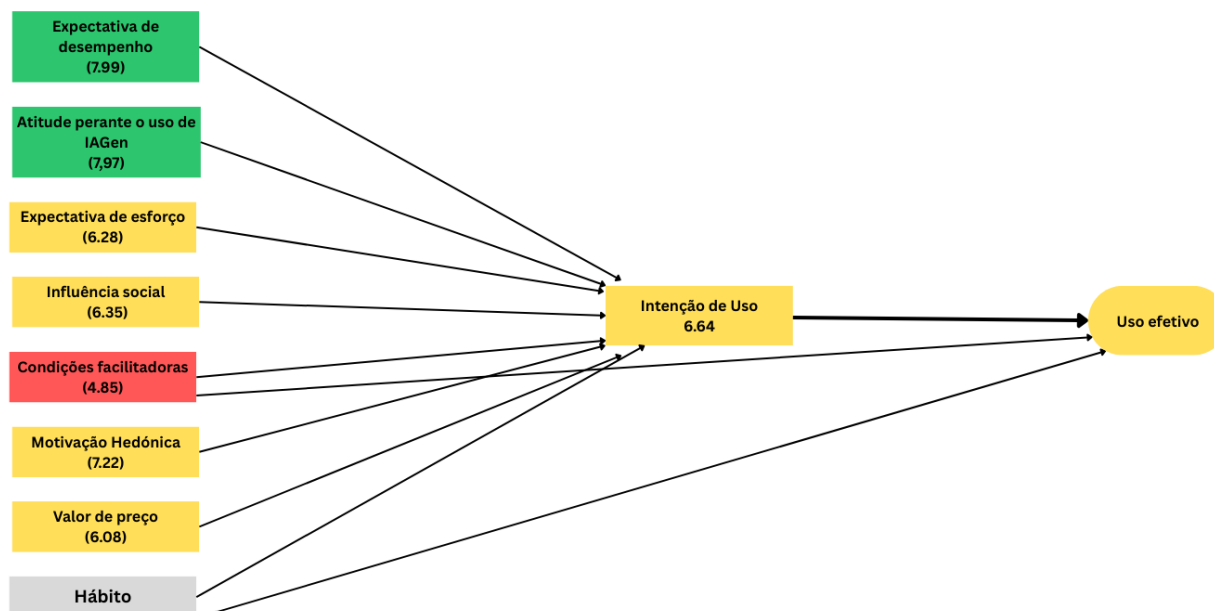 Expectativa de
desempenho
(7.99)
Atitude perante o uso de
IAGen
(7,97)
Expectativa de esforço
(6.28)
Influência social
(6.35)
Condições facilitadoras
(4.85)
Motivação Hedónica
(7.22)
Valor de preço
(6.08)
Hábito
Intenção de Uso
6.64
Uso efetivo